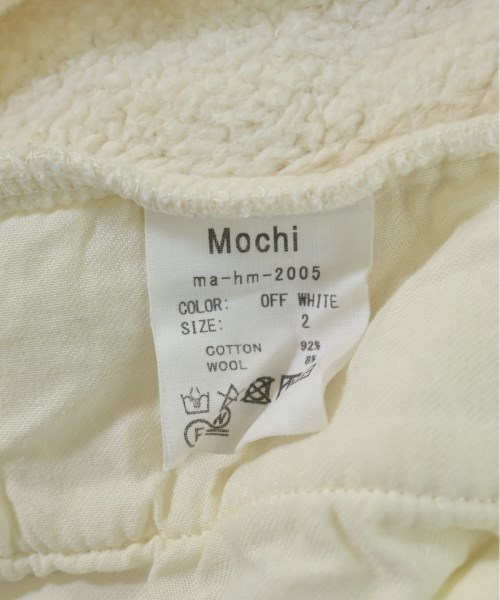 Mochi
ma-hm-2005
COLOR: OFF WHITE
SIZE: 2
COTTON 92%
WOOL 8%